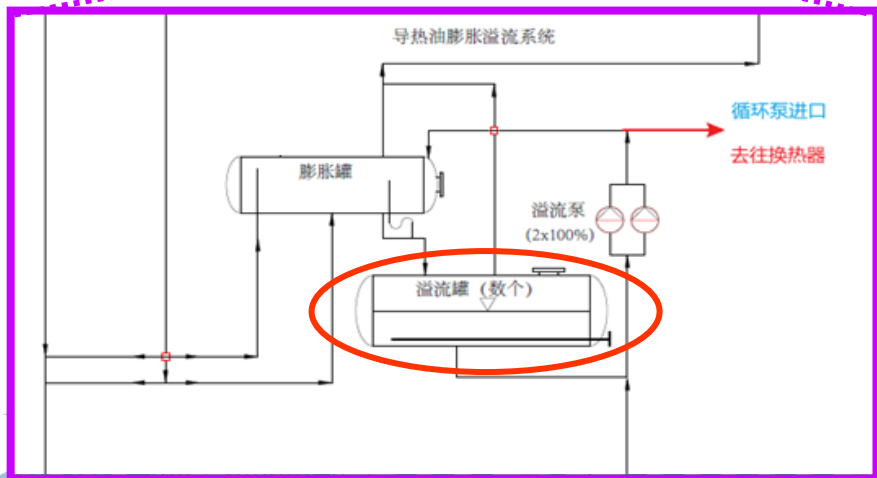 导热油膨胀溢流系统
循环泵进口
去往换热器
膨胀罐
溢流泵
(2x100%)
溢流罐（数个）